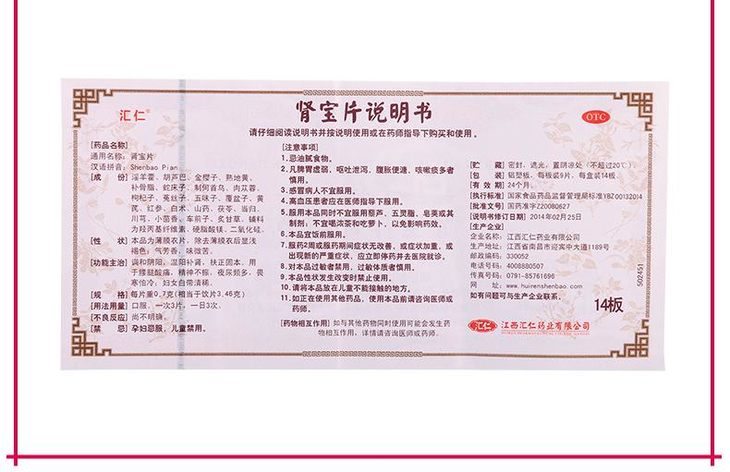 汇仁®
肾宝片说明书
OTC
请仔细阅读说明书并按说明使用或在药师指导下购买和使用。
[药品名称]
通用名称：肾宝片
汉语拼音：Shenbao Pian
[成 份] 淫羊藿、胡芦巴、金樱子、熟地黄、
补骨脂、蛇床子、制何首乌、肉苁蓉、
枸杞子、菟丝子、五味子、覆盆子、黄
芪、红参、白术、山药、茯苓、当归、
川芎、小茴香、车前子、炙甘草。辅料
为羟丙基纤维素、硬脂酸镁、二氧化硅。
[性 状] 本品为薄膜衣片，除去薄膜衣后显浅
褐色；气芳香，味微苦。
[功能主治] 调和阴阳，温阳补肾，扶正固本。用
于腰腿酸痛，精神不振，夜尿频多，畏
寒怕冷；妇女白带清稀。
[规 格] 每片重0.7克(相当于饮片3.46克)
[用法用量] 口服。一次3片，一日3次。
[不良反应] 尚不明确。
[禁 忌] 孕妇忌服，儿童禁用。
[注意事项]
1.忌油腻食物。
2.凡脾胃虚弱，呕吐泄泻，腹胀便溏，咳嗽痰多者
慎用。
3.感冒病人不宜服用。
4.高血压患者应在医师指导下服用。
5.服用本品同时不宜服用藜芦、五灵脂、皂荚或其
制剂；不宜喝浓茶和吃萝卜，以免影响药效。
6.本品宜饭前服用。
7.服药2周或服药期间症状无改善，或症状加重，或
出现新的严重症状，应立即停药并去医院就诊。
8.对本品过敏者禁用，过敏体质者慎用。
9.本品性状发生改变时禁止使用。
10.请将本品放在儿童不能接触的地方。
11.如正在使用其他药品，使用本品前请咨询医师或
药师。
[药物相互作用] 如与其他药物同时使用可能会发生药
物相互作用，详情请咨询医师或药师。
[贮 藏] 密封，遮光，置阴凉处（不超过20℃）。
[包 装] 铝塑板，每板装9片，每盒装14板。
[有 效 期] 24个月。
[执行标准] 国家食品药品监督管理局标准YBZ00132014
[批准文号] 国药准字Z20080627
[说明书修订日期] 2014年02月25日
[生产企业]
企业名称：江西汇仁药业有限公司
生产地址：江西省南昌市迎宾中大道1189号
邮政编码：330052
电话号码：4008880507
传真号码：0791-85761696
网 址：www.huirenshenbao.com
如有问题可与生产企业联系。
S02451
14板
汇仁® 江西汇仁药业有限公司